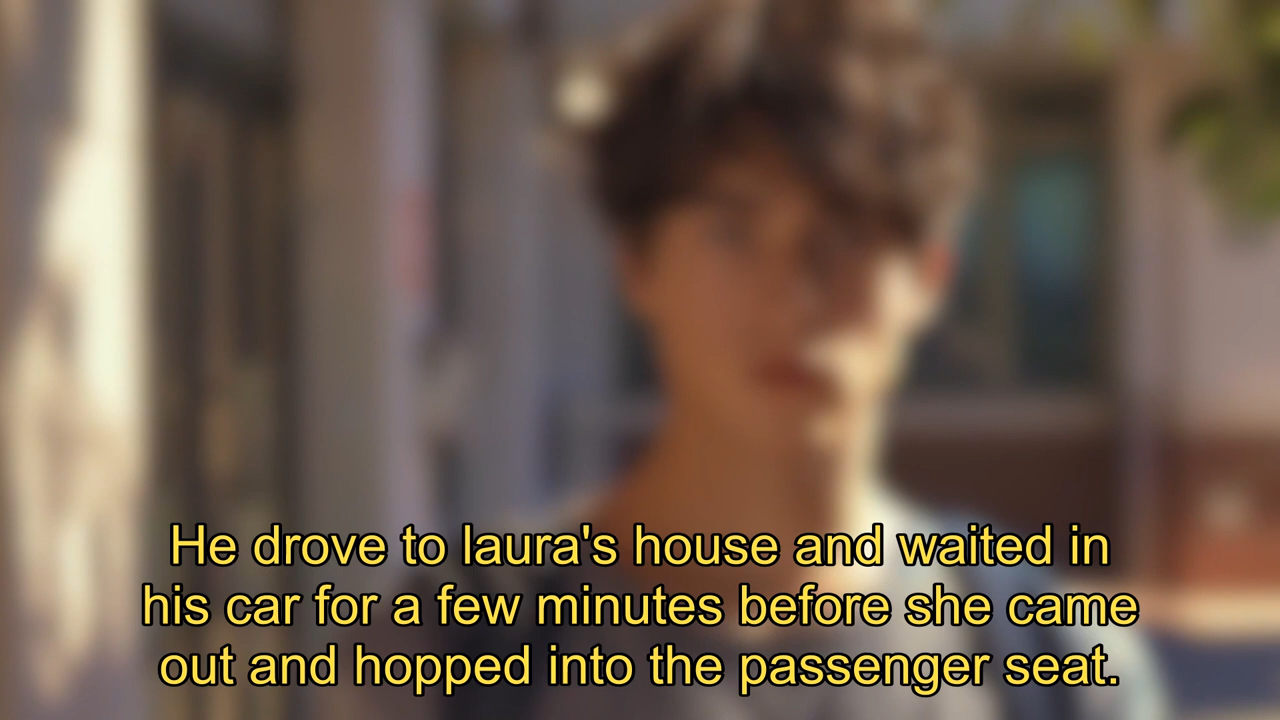 He drove to laura's house and waited in
his car for a few minutes before she came
out and hopped into the passenger seat.